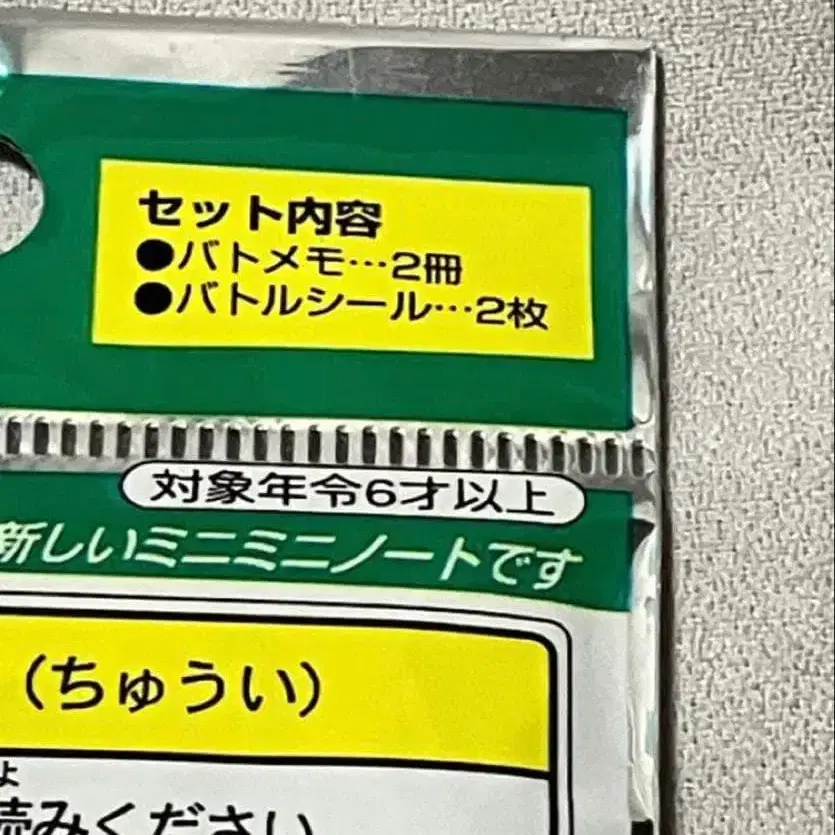 セット内容
●バトメモ…2冊
●バトルシール…2枚
対象年令6才以上
新しいミニミニノートです
（ちゅうい）
よ
読みください